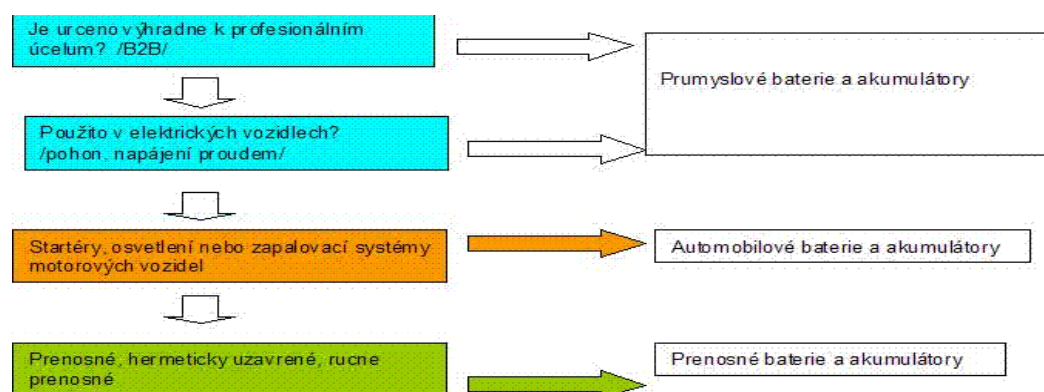 Je urceno výhradne k profesionálním
úcelum? /B2B/
Prumyslové baterie a akumulátory
Použito v elektrických vozidlech?
/pohon, napájení proudem/
Startéry, osvetlení nebo zapalovací systémy
motorových vozidel
Automobilové baterie a akumulátory
Prenosné, hermeticky uzavrené, rucne
prenosné
Prenosné baterie a akumulátory